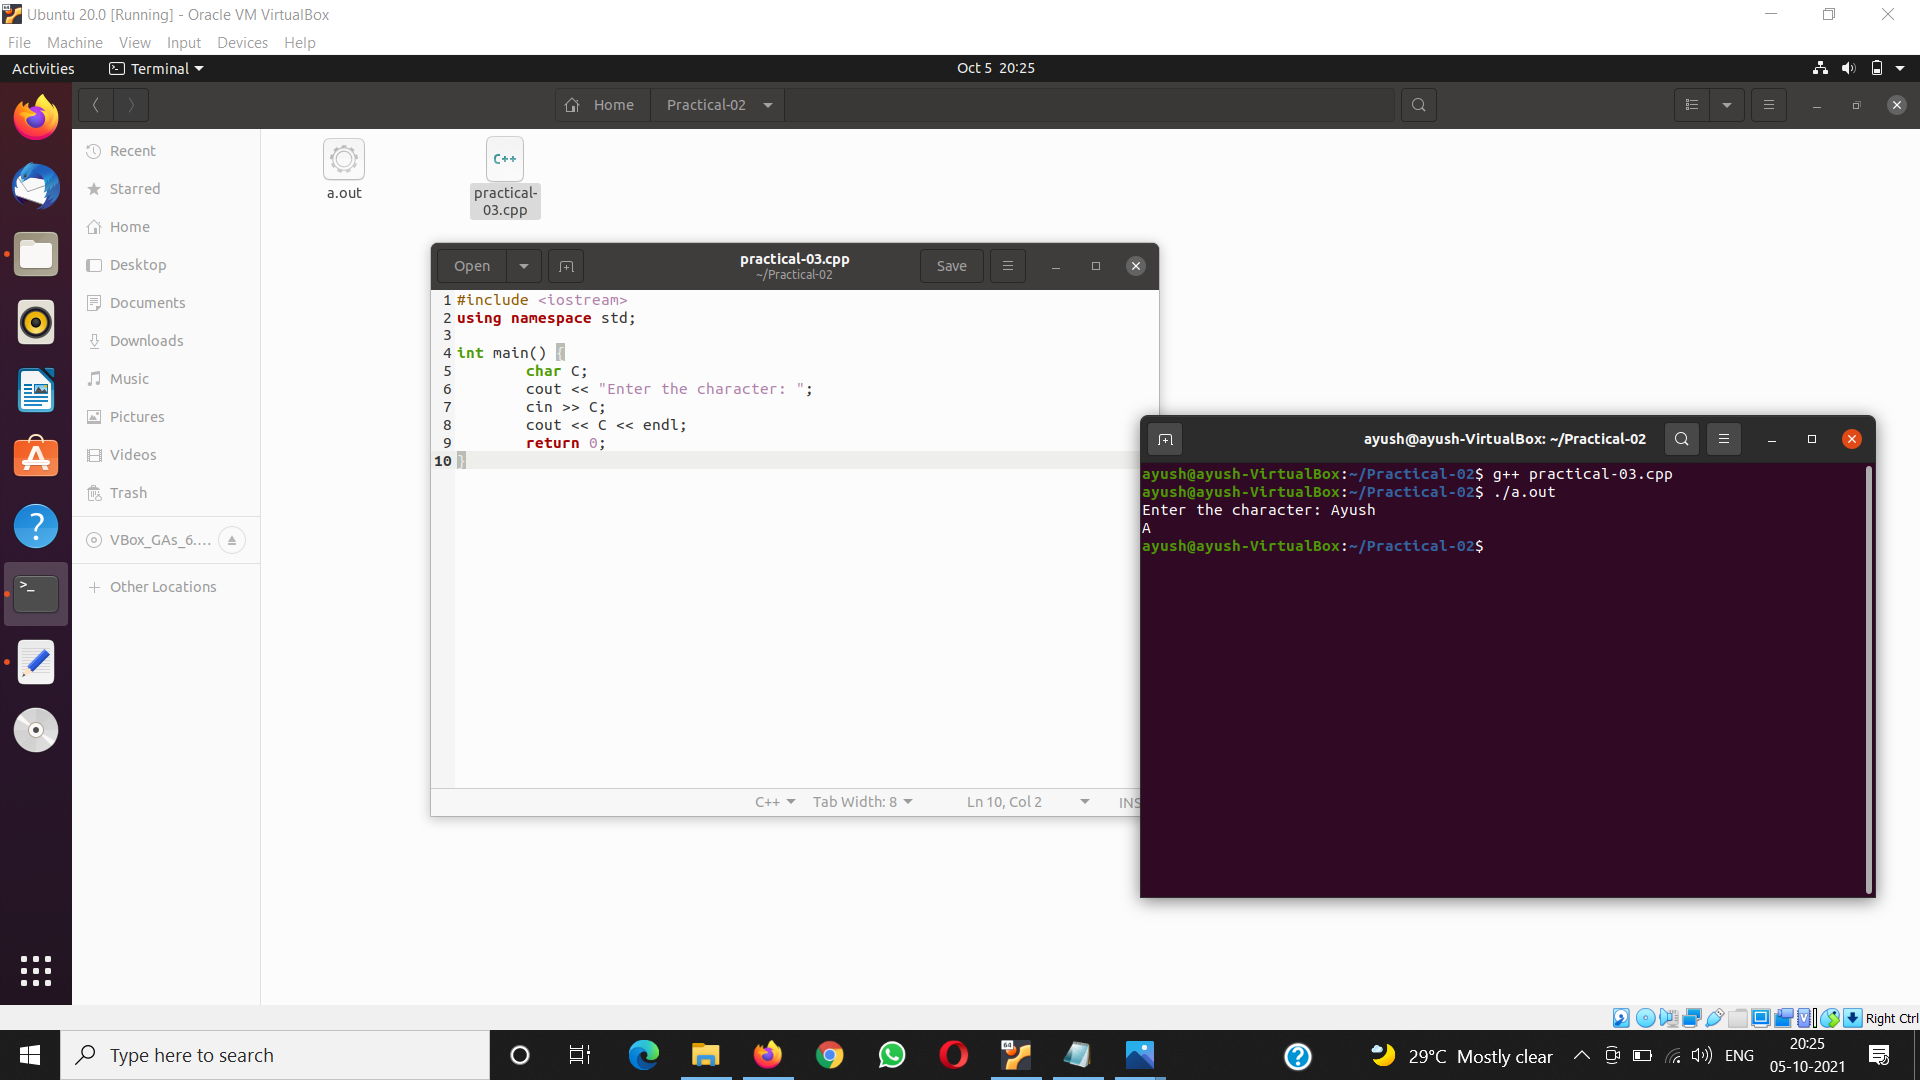 Ubuntu 20.0 [Running] - Oracle VM VirtualBox
File Machine View Input Devices Help
Activities Terminal Oct 5 20:25
Home Practical-02
Recent
Starred
Home
Desktop
Documents
Downloads
Music
Pictures
Videos
Trash
VBox_GAs_6....
Other Locations
a.out
C++
practical-
03.cpp
Open practical-03.cpp Save
~/Practical-02
1 #include <iostream>
2 using namespace std;
3
4 int main() {
5 char C;
6 cout << "Enter the character: ";
7 cin >> C;
8 cout << C << endl;
9 return 0;
10 }
C++ Tab Width: 8 Ln 10, Col 2 INS
ayush@ayush-VirtualBox: ~/Practical-02
ayush@ayush-VirtualBox:~/Practical-02$ g++ practical-03.cpp
ayush@ayush-VirtualBox:~/Practical-02$ ./a.out
Enter the character: Ayush
A
ayush@ayush-VirtualBox:~/Practical-02$
Right Ctrl
Type here to search
64
29°C Mostly clear
ENG
20:25
05-10-2021